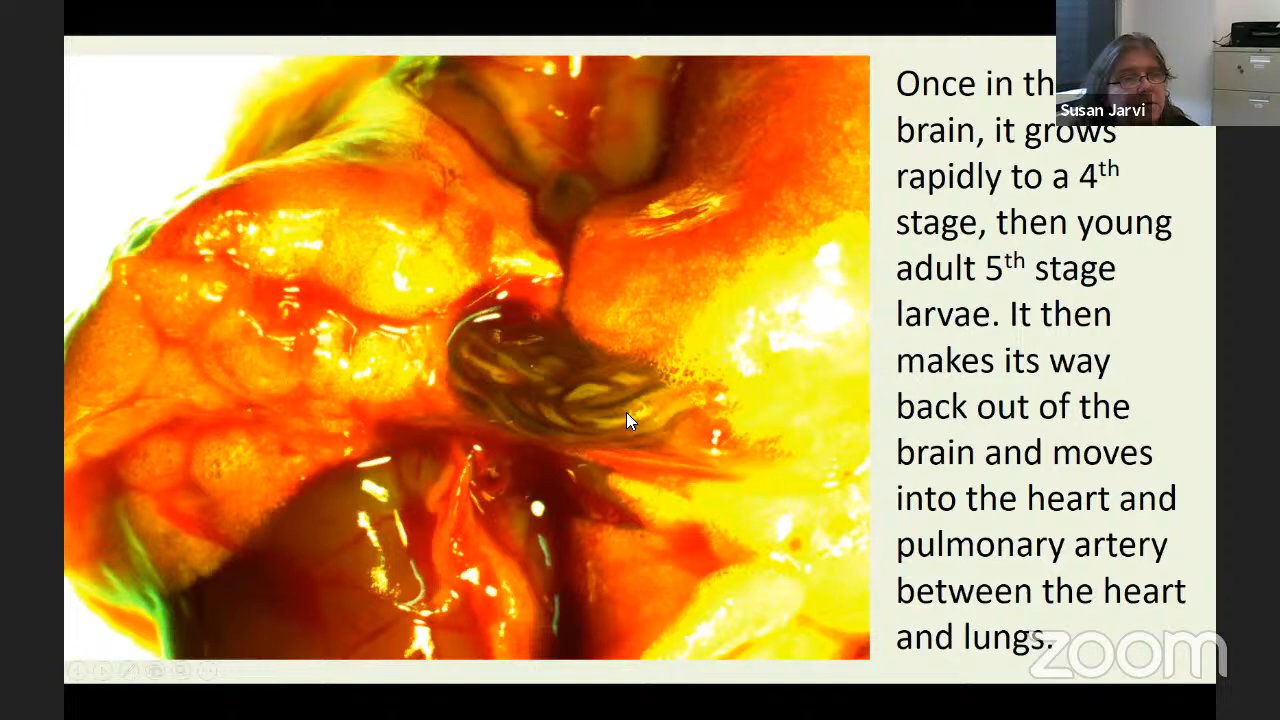 Once in th
brain, it grows
rapidly to a 4th
stage, then young
adult 5th stage
larvae. It then
makes its way
back out of the
brain and moves
into the heart and
pulmonary artery
between the heart
and lungs.
Susan Jarvi
zoom